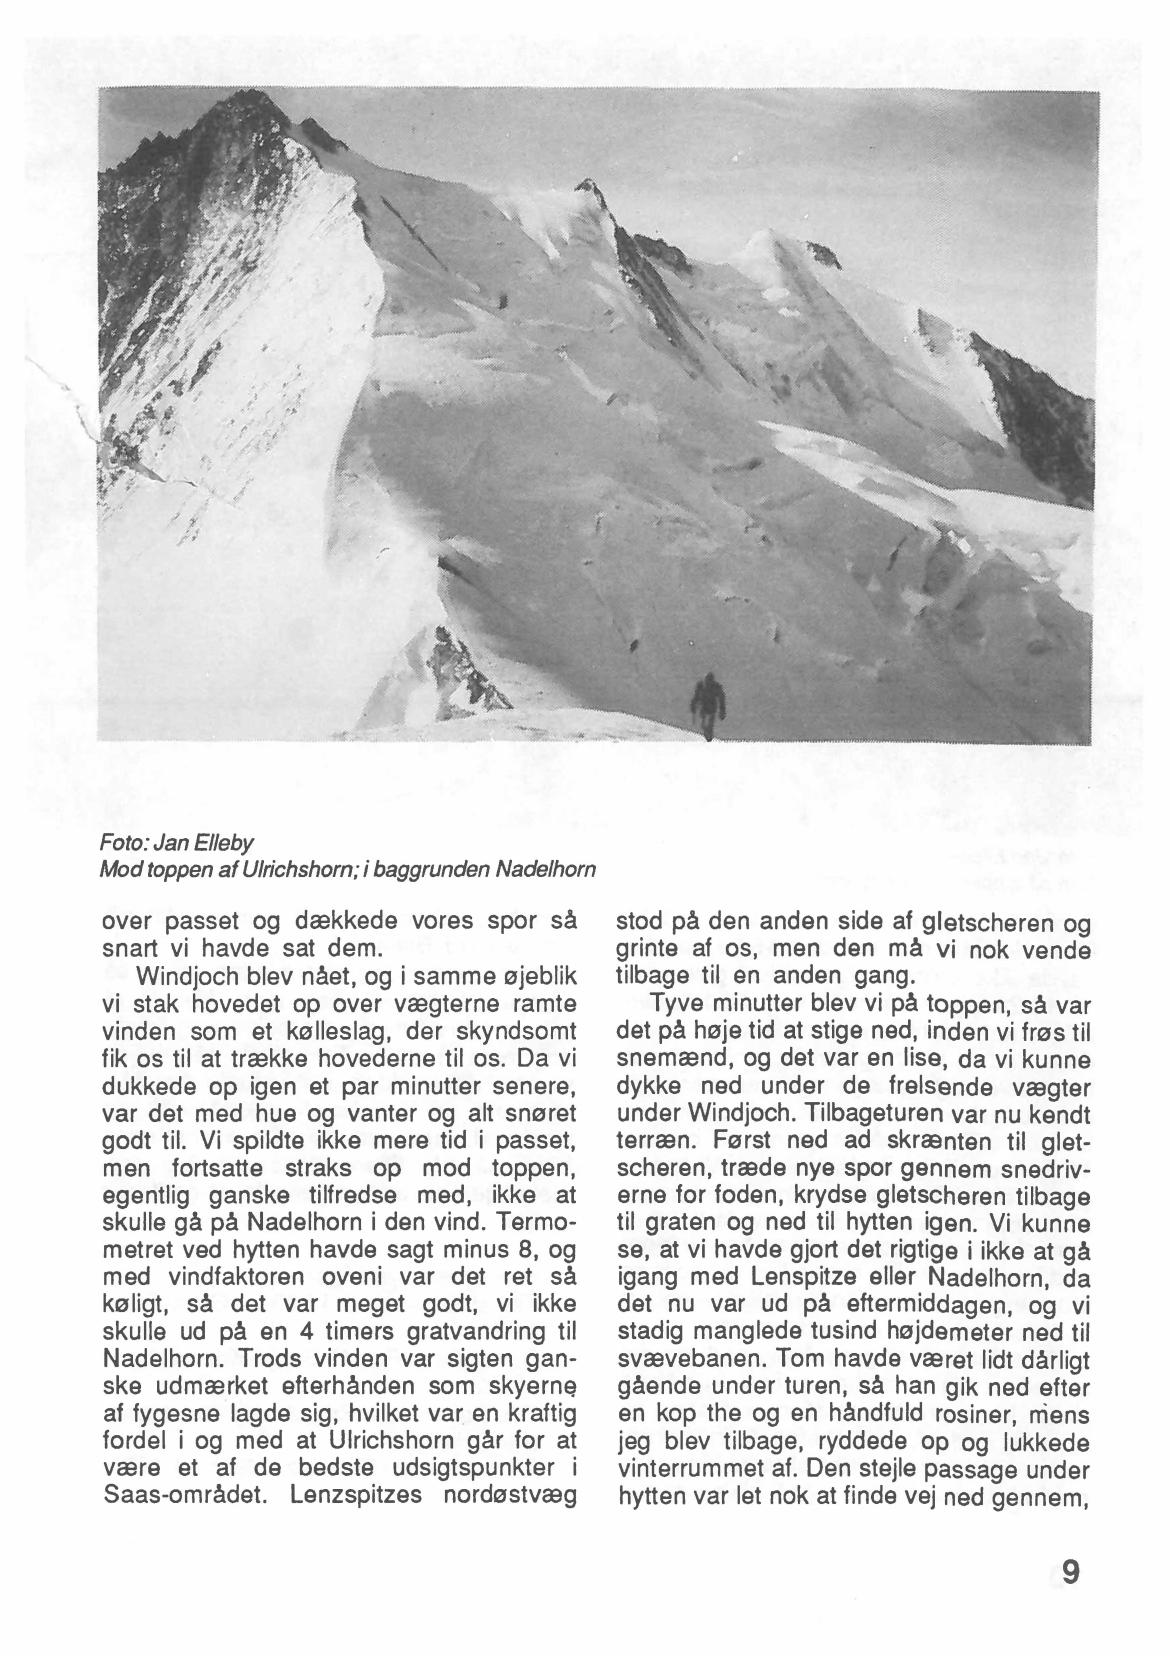 Foto: Jan Elleby
Mod toppen af Ulrichshorn; i baggrunden Nadelhorn
over passet og dækkede vores spor så
snart vi havde sat dem.
Windjoch blev nået, og i samme øjeblik
vi stak hovedet op over vægterne ramte
vinden som et kølleslag, der skyndsomt
fik os til at trække hovederne til os. Da vi
dukkede op igen et par minutter senere,
var det med hue og vanter og alt snøret
godt til. Vi spildte ikke mere tid i passet,
men fortsatte straks op mod toppen,
egentlig ganske tilfredse med, ikke at
skulle gå på Nadelhorn i den vind. Termo-
metret ved hytten havde sagt minus 8, og
med vindfaktoren oveni var det ret så
køligt, så det var meget godt, vi ikke
skulle ud på en 4 timers gratvandring til
Nadelhorn. Trods vinden var sigten gan-
ske udmærket efterhånden som skyerne
af fygesne lagde sig, hvilket var en kraftig
fordel i og med at Ulrichshorn går for at
være et af de bedste udsigtspunkter i
Saas-området. Lenzspitzes nordøstvæg
stod på den anden side af gletscheren og
grinte af os, men den må vi nok vende
tilbage til en anden gang.
Tyve minutter blev vi på toppen, så var
det på høje tid at stige ned, inden vi frøs til
snemænd, og det var en lise, da vi kunne
dykke ned under de frelsende vægter
under Windjoch. Tilbageturen var nu kendt
terræn. Først ned ad skrænten til glet-
scheren, træde nye spor gennem snedriv-
erne for foden, krydse gletscheren tilbage
til graten og ned til hytten igen. Vi kunne
se, at vi havde gjort det rigtige i ikke at gå
igang med Lenspitze eller Nadelhorn, da
det nu var ud på eftermiddagen, og vi
stadig manglede tusind højdemeter ned til
svævebanen. Tom havde været lidt dårligt
gående under turen, så han gik ned efter
en kop the og en håndfuld rosiner, mens
jeg blev tilbage, ryddede op og lukkede
vinterrummet af. Den stejle passage under
hytten var let nok at finde vej ned gennem,
9